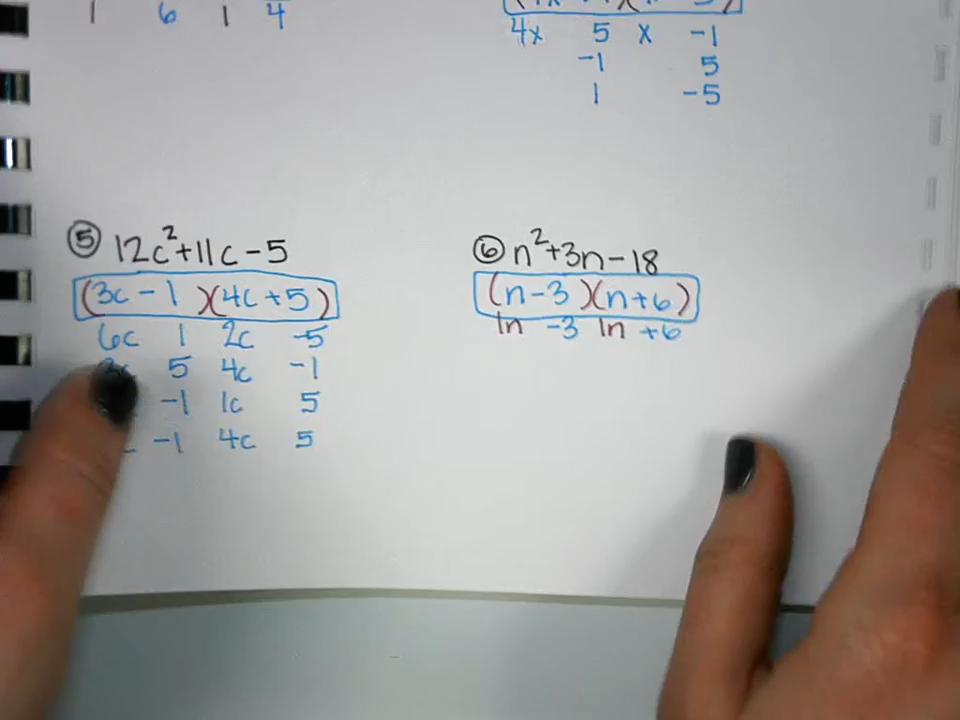 1 6 1 4
4x 5 x -1
-1 5
1 -5
⑤ 12c²+11c-5
(3c-1)(4c+5)
6c 1 2c -5
5 4c -1
-1 1c 5
-1 4c 5
⑥ n²+3n-18
(n-3)(n+6)
1n -3 1n +6